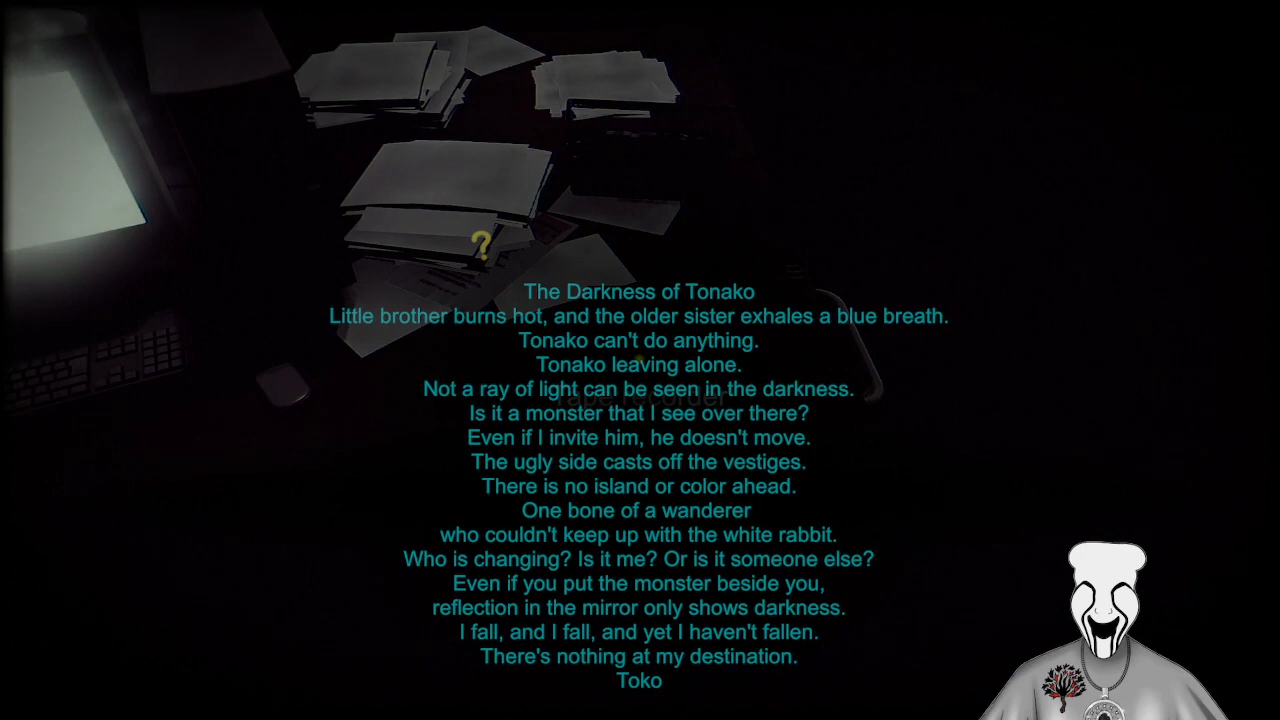 ?
The Darkness of Tonako
Little brother burns hot, and the older sister exhales a blue breath.
Tonako can't do anything.
Tonako leaving alone.
Not a ray of light can be seen in the darkness.
Tape recorder
Is it a monster that I see over there?
Even if I invite him, he doesn't move.
The ugly side casts off the vestiges.
There is no island or color ahead.
One bone of a wanderer
who couldn't keep up with the white rabbit.
Who is changing? Is it me? Or is it someone else?
Even if you put the monster beside you,
reflection in the mirror only shows darkness.
I fall, and I fall, and yet I haven't fallen.
There's nothing at my destination.
Toko